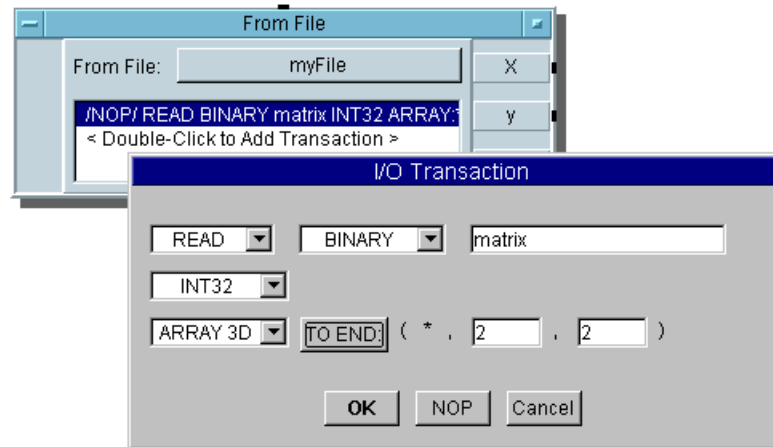 From File
From File: myFile X
/NOP/ READ BINARY matrix INT32 ARRAY:*
y
< Double-Click to Add Transaction >
I/O Transaction
READ BINARY matrix
INT32
ARRAY 3D TO END: ( * , 2 , 2 )
OK NOP Cancel